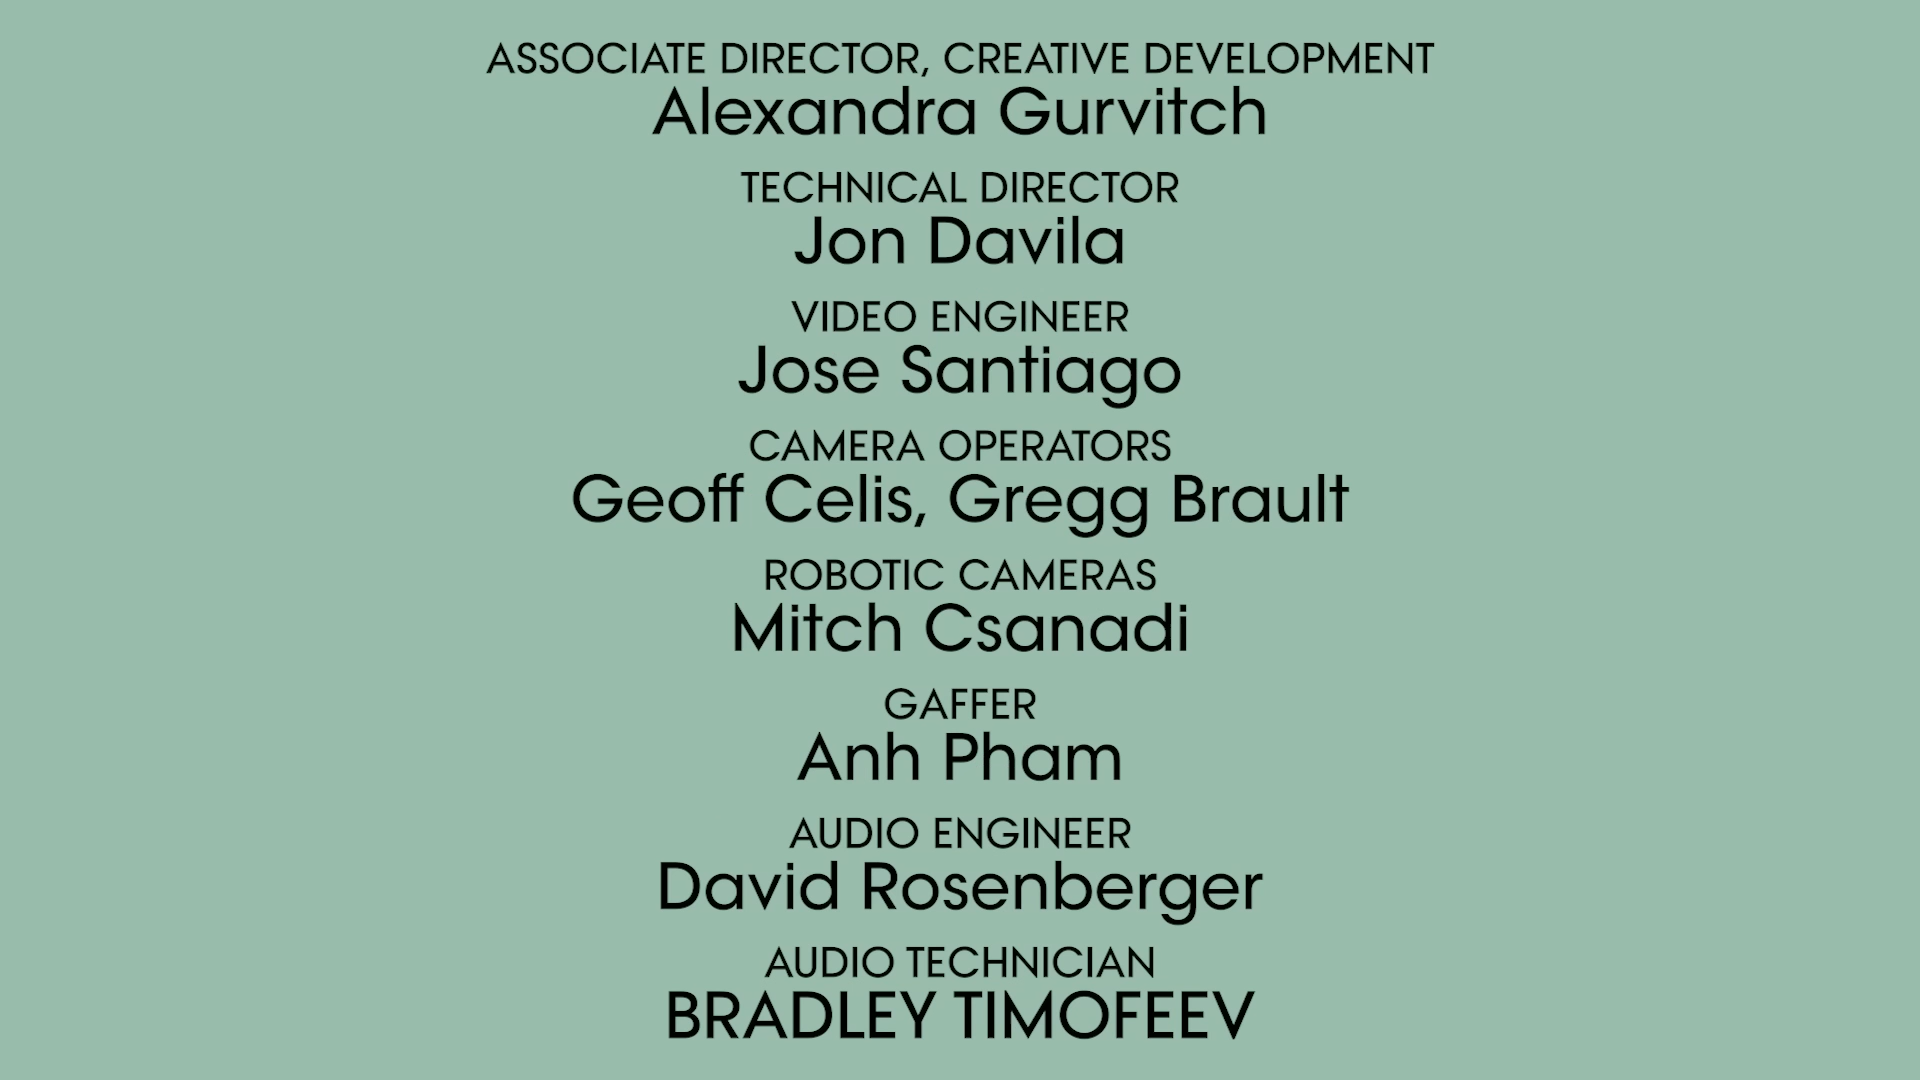 ASSOCIATE DIRECTOR, CREATIVE DEVELOPMENT
Alexandra Gurvitch
TECHNICAL DIRECTOR
Jon Davila
VIDEO ENGINEER
Jose Santiago
CAMERA OPERATORS
Geoff Celis, Gregg Brault
ROBOTIC CAMERAS
Mitch Csanadi
GAFFER
Anh Pham
AUDIO ENGINEER
David Rosenberger
AUDIO TECHNICIAN
BRADLEY TIMOFEEV